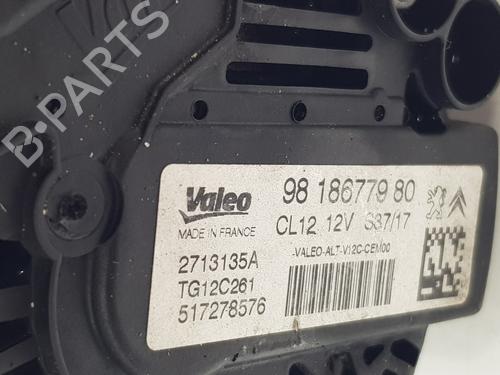 B-PARTS
Valeo
98 186779 80
MADE IN FRANCE
CL12 12V S37/17
-VALEO-ALT-V12C-CEM00
2713135A
TG12C261
517278576